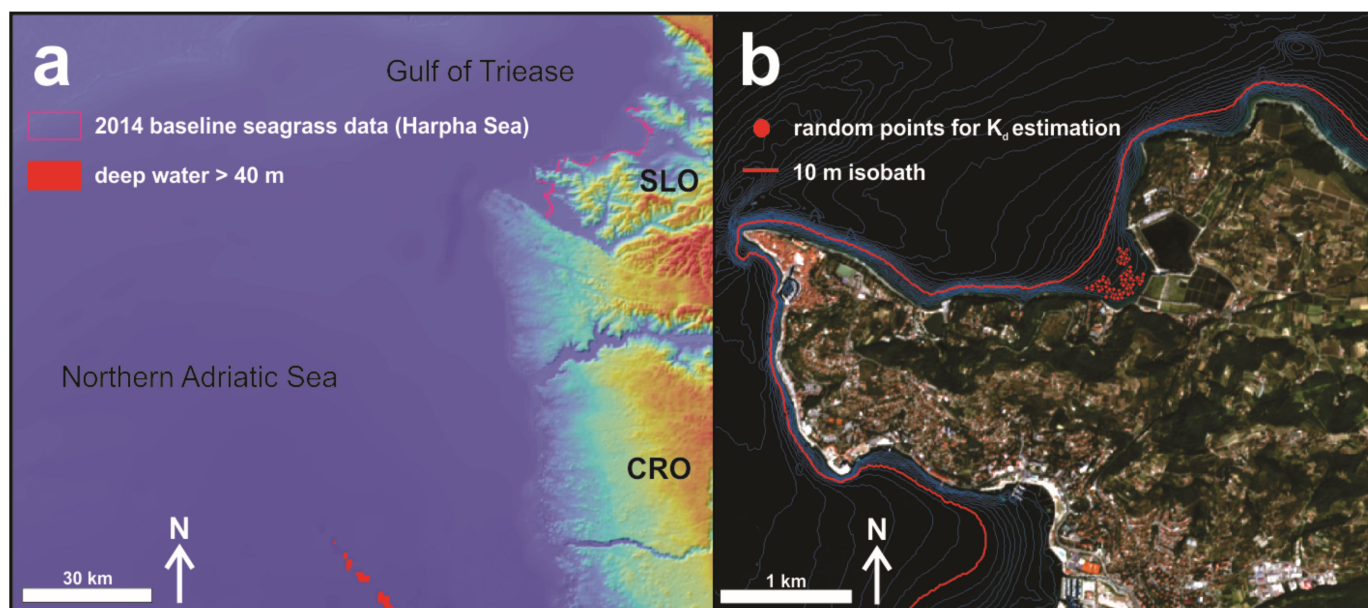 a
Gulf of Triease
2014 baseline seagrass data (Harpha Sea)
deep water > 40 m
SLO
Northern Adriatic Sea
CRO
N
30 km
b
random points for Kd estimation
10 m isobath
N
1 km